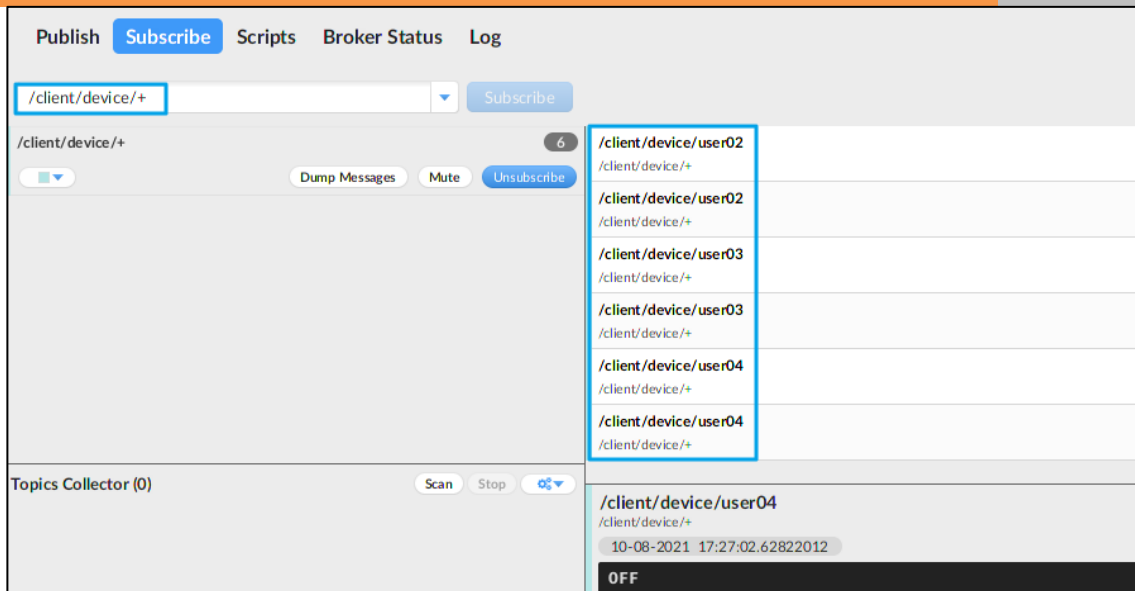 Publish Subscribe Scripts Broker Status Log
/client/device/+ Subscribe
/client/device/+ 6
Dump Messages Mute Unsubscribe
/client/device/user02
/client/device/+
/client/device/user02
/client/device/+
/client/device/user03
/client/device/+
/client/device/user03
/client/device/+
/client/device/user04
/client/device/+
/client/device/user04
/client/device/+
Topics Collector (0) Scan Stop
/client/device/user04
/client/device/+
10-08-2021 17:27:02.62822012
OFF